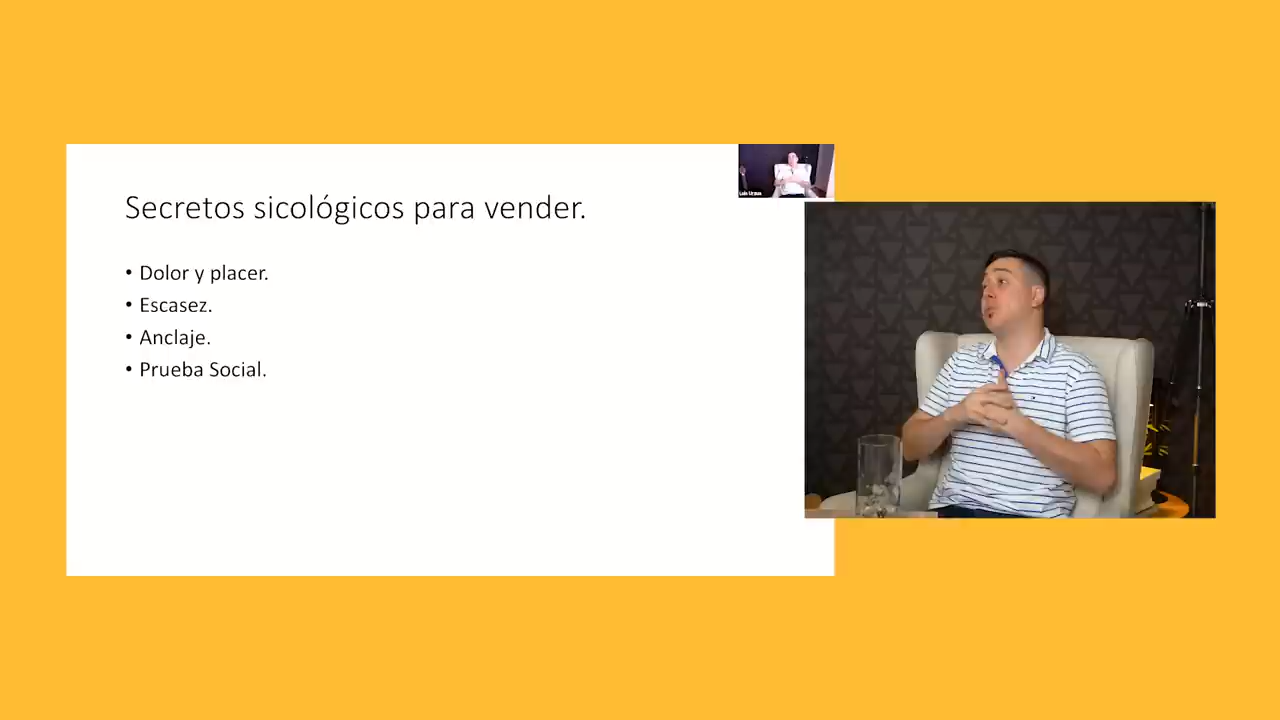 Secretos sicológicos para vender.
• Dolor y placer.
• Escasez.
• Anclaje.
• Prueba Social.